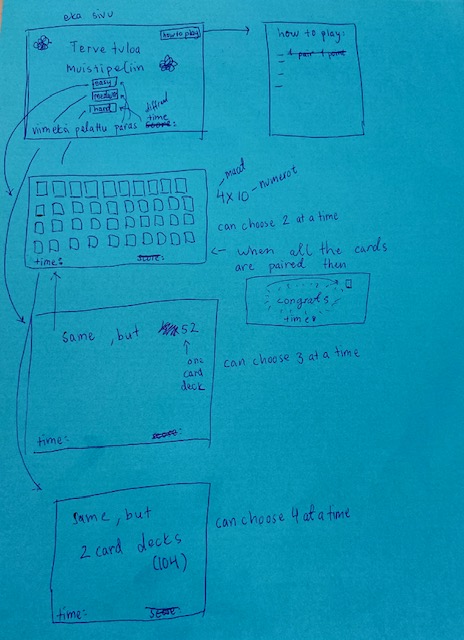 eka sivu
how to play
Terve tuloa
Muistipeliin
easy
medium
hard
time
score:
viimeksi pelattu paras
how to play:
1 pair 1 point
maat
4 x 10 numerot
can choose 2 at a time
when all the cards
are paired then
time:
score:
congrats
time:
same, but 52
one
card
deck
can choose 3 at a time
time:
score:
same, but
2 card decks
(104)
can choose 4 at a time
time:
score